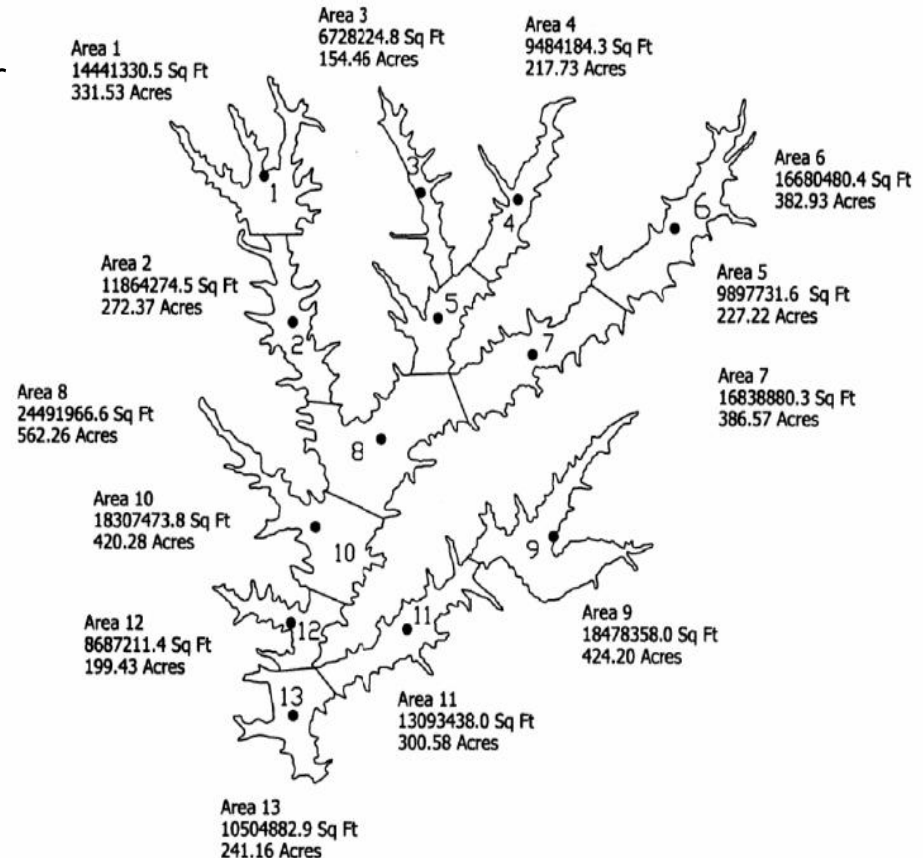 Area 3
6728224.8 Sq Ft
154.46 Acres
Area 4
9484184.3 Sq Ft
217.73 Acres
Area 1
14441330.5 Sq Ft
331.53 Acres
Area 6
16680480.4 Sq Ft
382.93 Acres
3
1
4
6
Area 2
11864274.5 Sq Ft
272.37 Acres
Area 5
9897731.6 Sq Ft
227.22 Acres
5
2
7
Area 7
16838880.3 Sq Ft
386.57 Acres
Area 8
24491966.6 Sq Ft
562.26 Acres
8
Area 10
18307473.8 Sq Ft
420.28 Acres
10
9
Area 9
18478358.0 Sq Ft
424.20 Acres
Area 12
8687211.4 Sq Ft
199.43 Acres
12
11
13
Area 11
13093438.0 Sq Ft
300.58 Acres
Area 13
10504882.9 Sq Ft
241.16 Acres